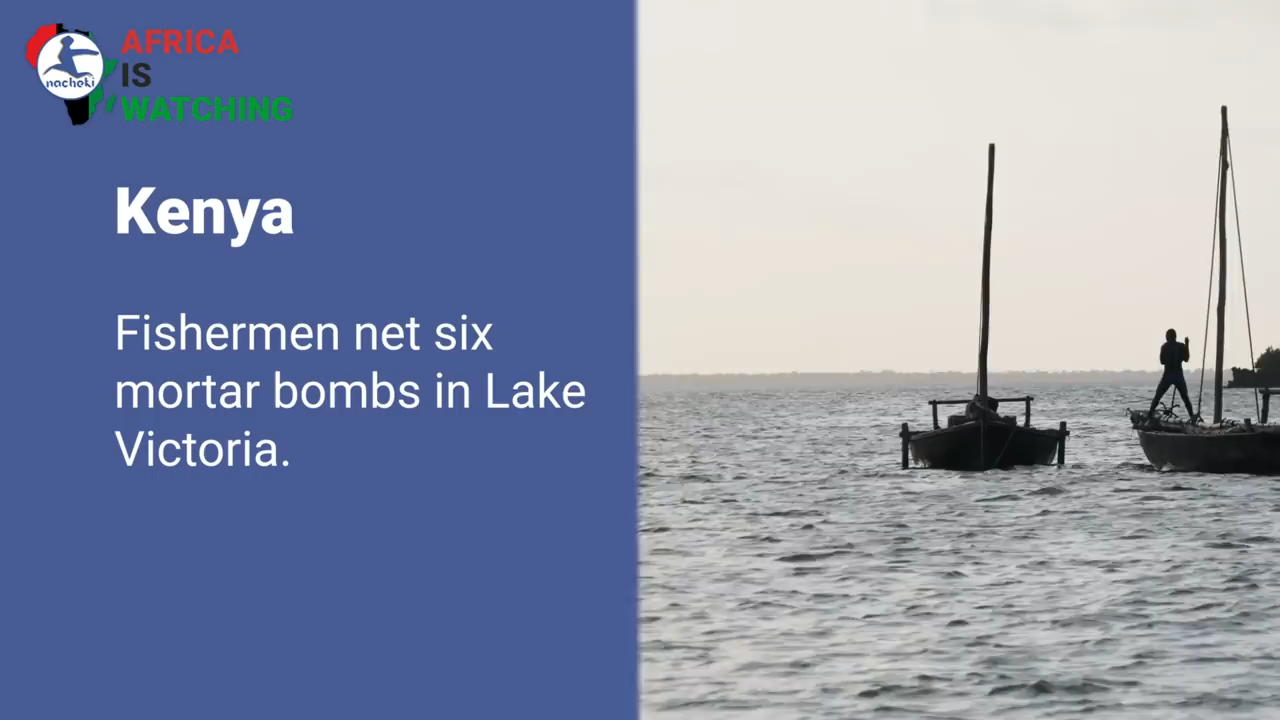 nacheki
AFRICA
IS
WATCHING
Kenya
Fishermen net six
mortar bombs in Lake
Victoria.